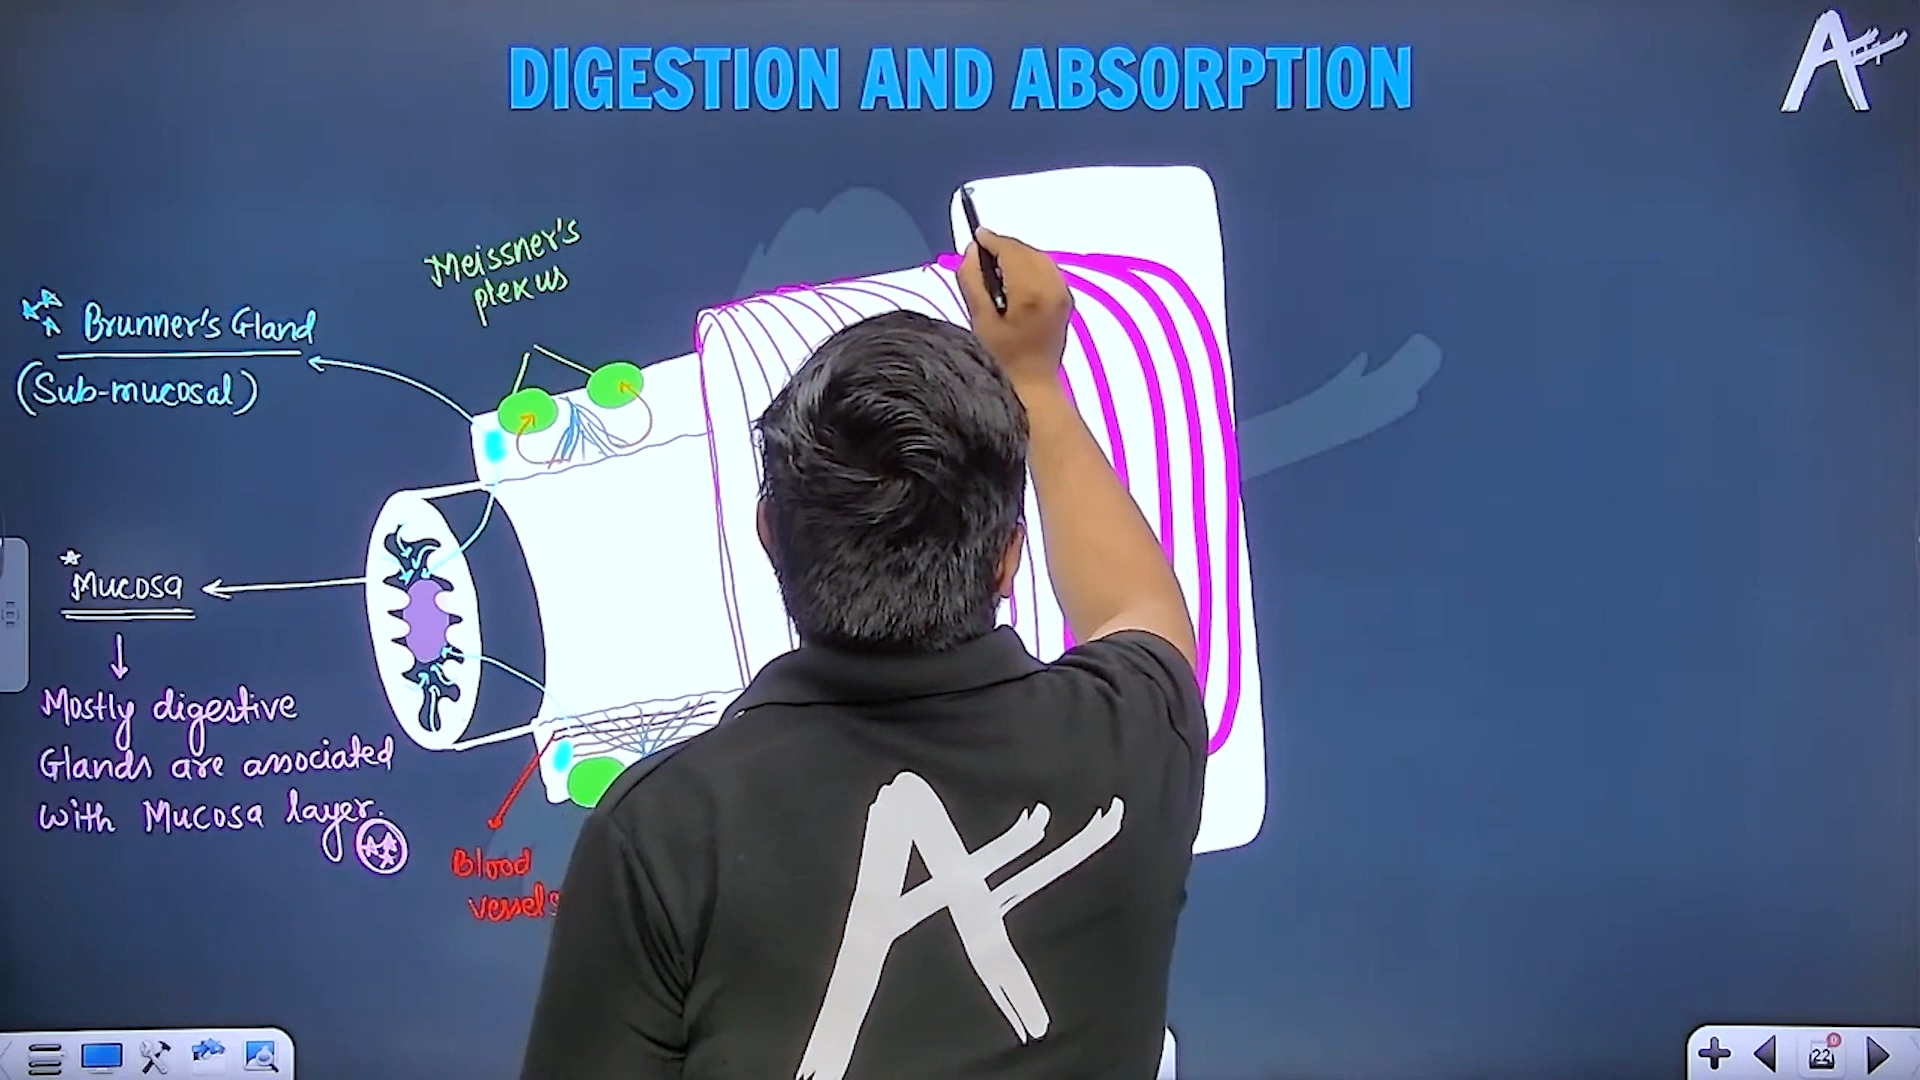 DIGESTION AND ABSORPTION
A++
Meissner's
plexus
Brunner's Gland
(Sub-mucosal)
Mucosa
Mostly digestive
Glands are associated
with Mucosa layer.
Blood
vessels
A++
22